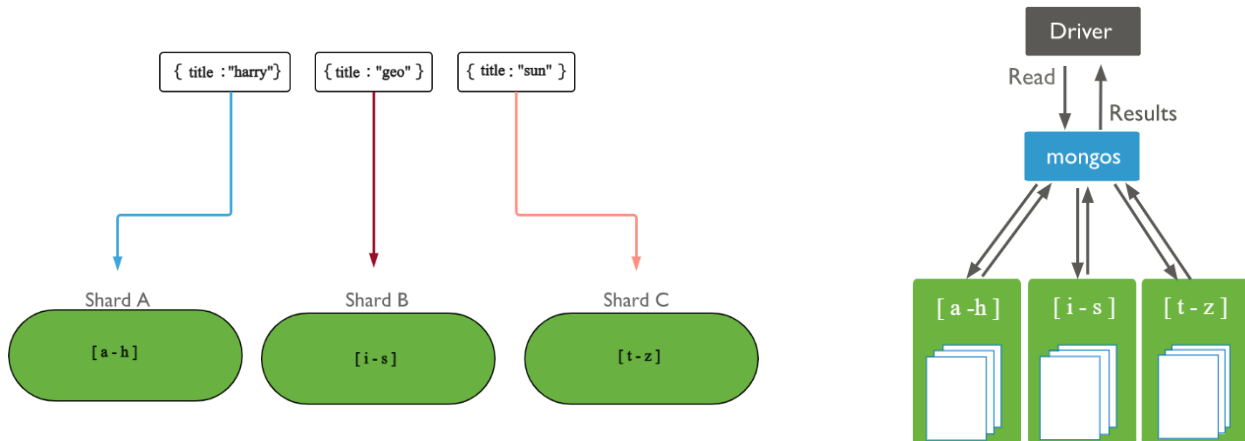 { title :"harry"}
{ title : "geo" }
{ title : "sun" }
Shard A
Shard B
Shard C
[ a - h ]
[ i - s ]
[ t - z ]
Driver
Read
Results
mongos
[ a -h ]
[ i - s ]
[ t - z ]